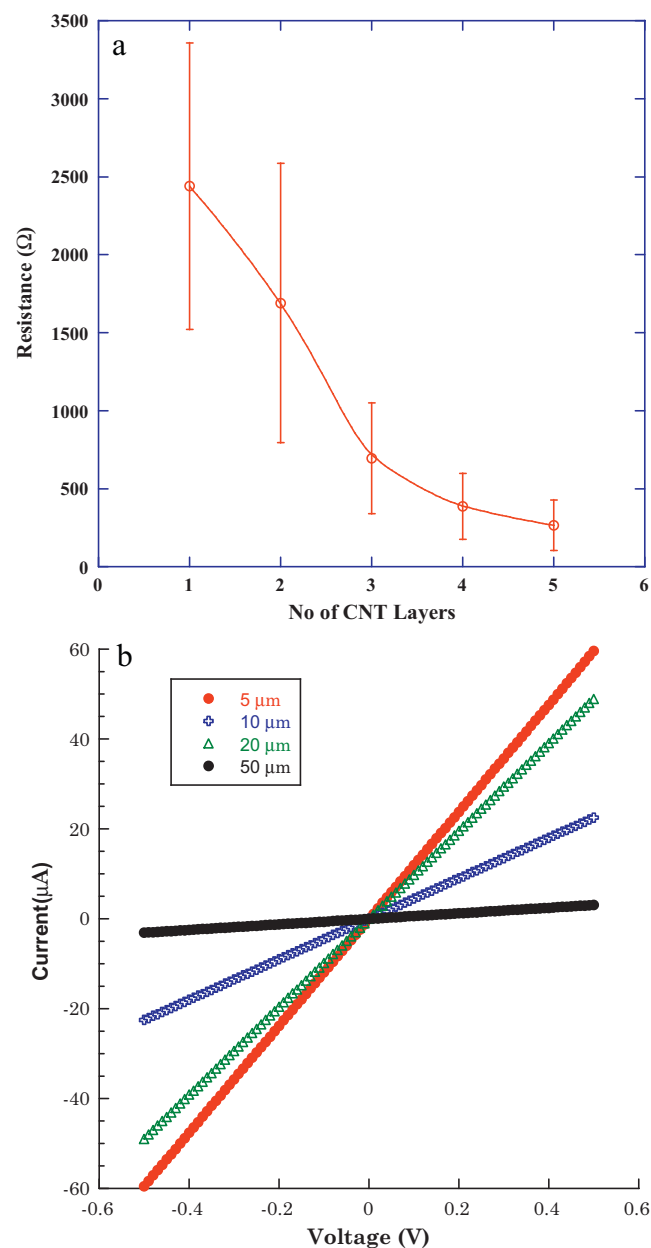 a
3500
3000
2500
2000
1500
1000
500
0
Resistance (Ω)
0 1 2 3 4 5 6
No of CNT Layers
b
60
40
20
0
-20
-40
-60
Current(μA)
5 μm
10 μm
20 μm
50 μm
-0.6 -0.4 -0.2 0 0.2 0.4 0.6
Voltage (V)